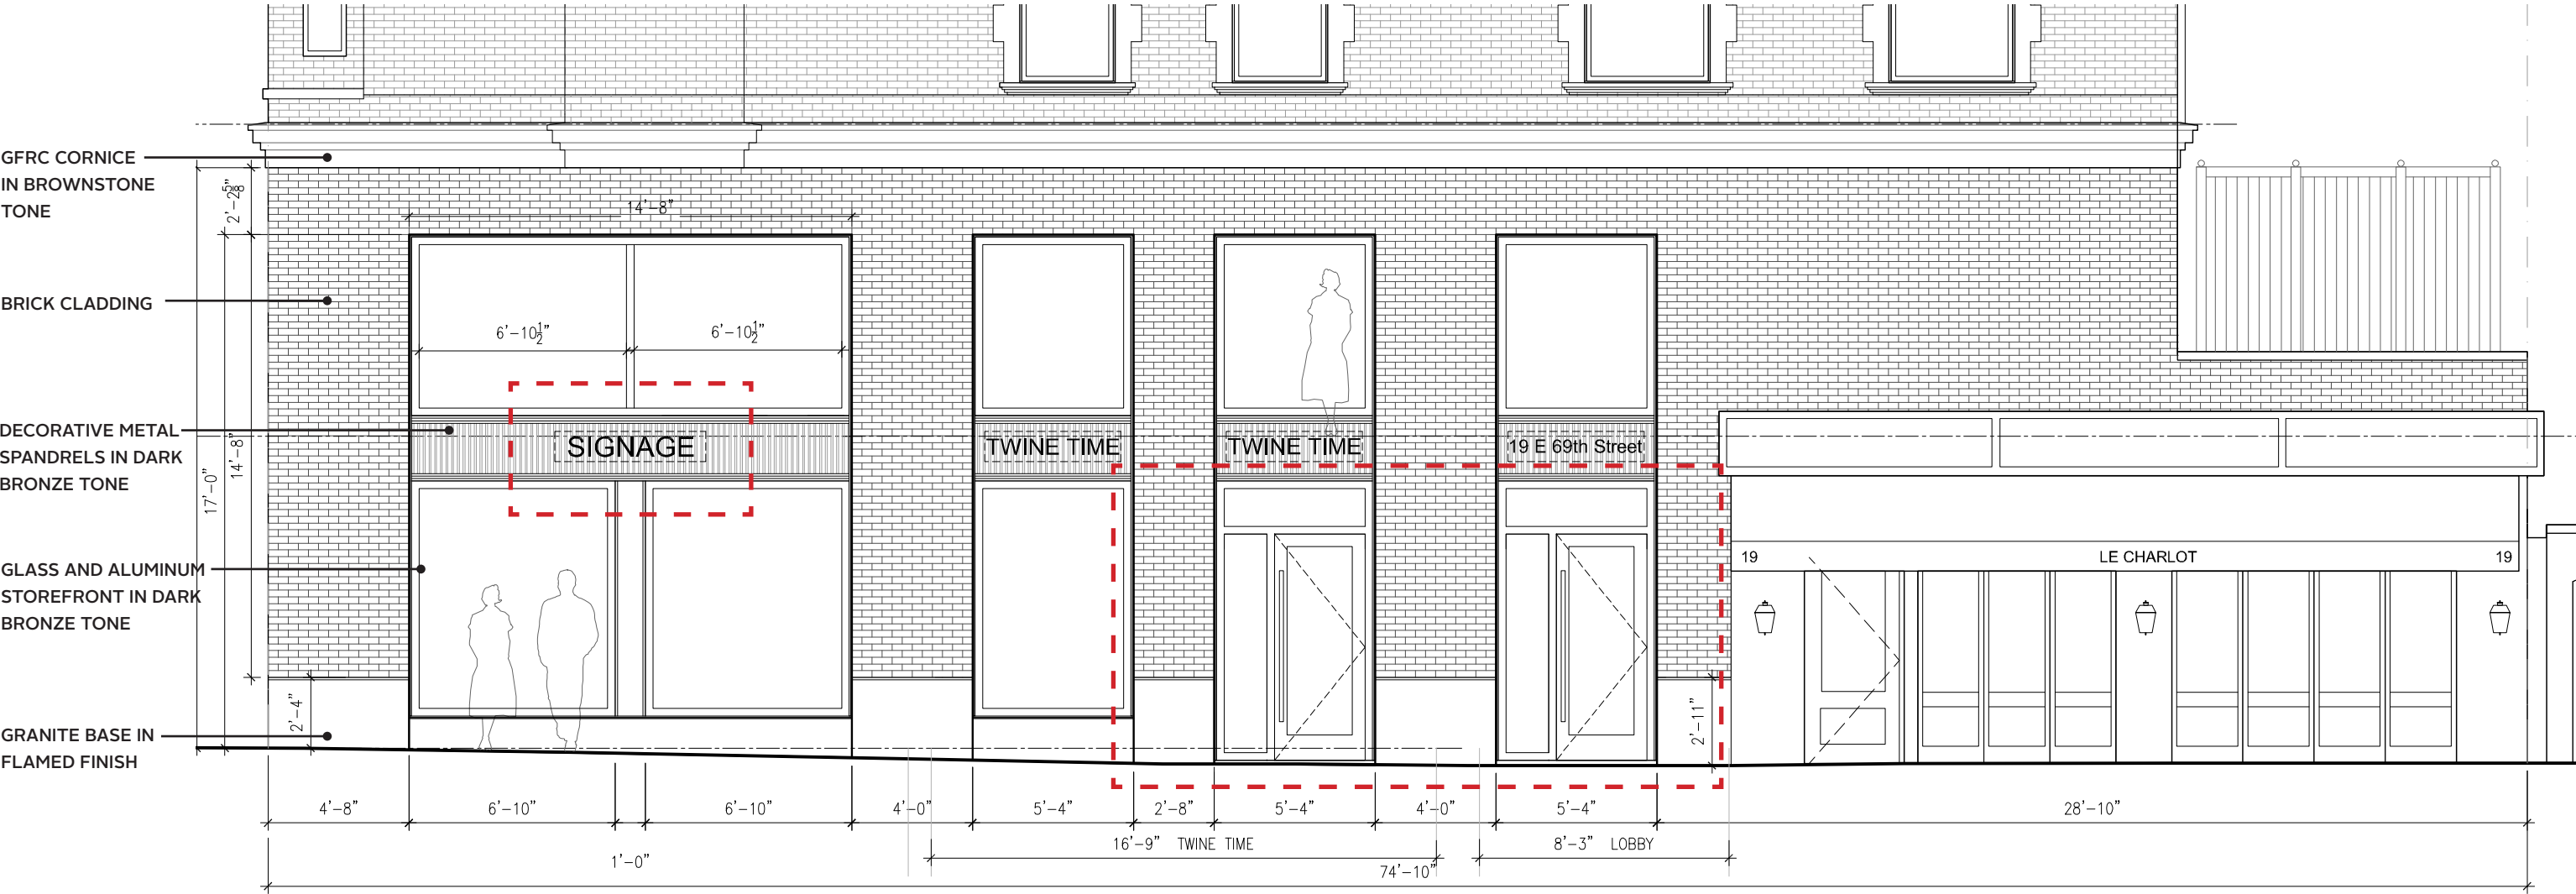 GFRC CORNICE
IN BROWNSTONE
TONE
2'-2⅝"
14'-8"
BRICK CLADDING
6'-10½"
6'-10½"
DECORATIVE METAL
SPANDRELS IN DARK
BRONZE TONE
14'-8"
17'-0"
SIGNAGE
TWINE TIME
TWINE TIME
19 E 69th Street
GLASS AND ALUMINUM
STOREFRONT IN DARK
BRONZE TONE
19
LE CHARLOT
19
GRANITE BASE IN
FLAMED FINISH
2'-4"
2'-11"
4'-8"
6'-10"
6'-10"
4'-0"
5'-4"
2'-8"
5'-4"
4'-0"
5'-4"
28'-10"
1'-0"
16'-9" TWINE TIME
8'-3" LOBBY
74'-10"